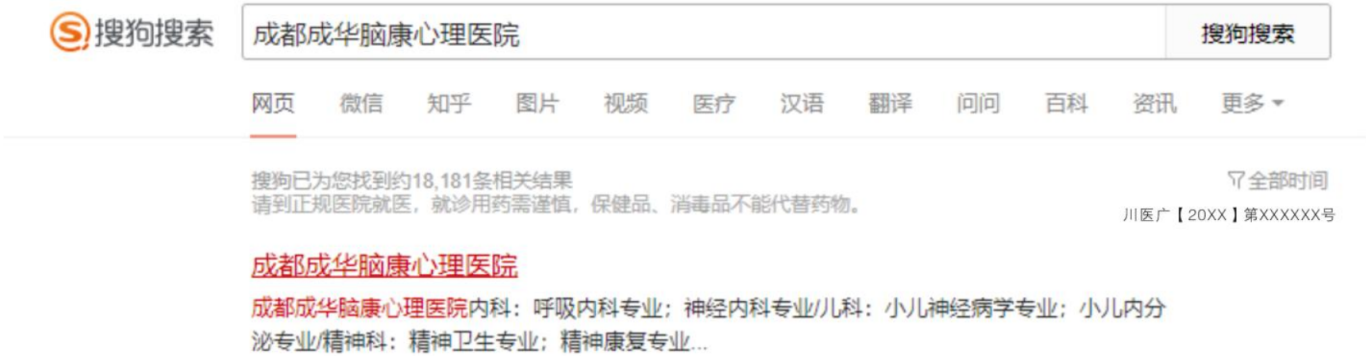 搜狗搜索 成都成华脑康心理医院 搜狗搜索
网页 微信 知乎 图片 视频 医疗 汉语 翻译 问问 百科 资讯 更多
搜狗已为您找到约18,181条相关结果 全部时间
请到正规医院就医，就诊用药需谨慎，保健品、消毒品不能代替药物。
川医广【20XX】第XXXXXX号
成都成华脑康心理医院
成都成华脑康心理医院内科：呼吸内科专业；神经内科专业/儿科：小儿神经病学专业；小儿内分
泌专业/精神科：精神卫生专业；精神康复专业...